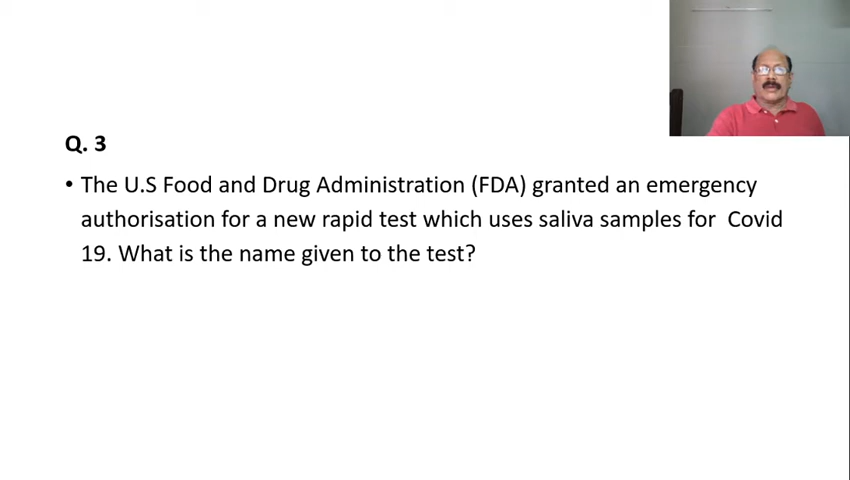 Q. 3
• The U.S Food and Drug Administration (FDA) granted an emergency
authorisation for a new rapid test which uses saliva samples for  Covid
19. What is the name given to the test?